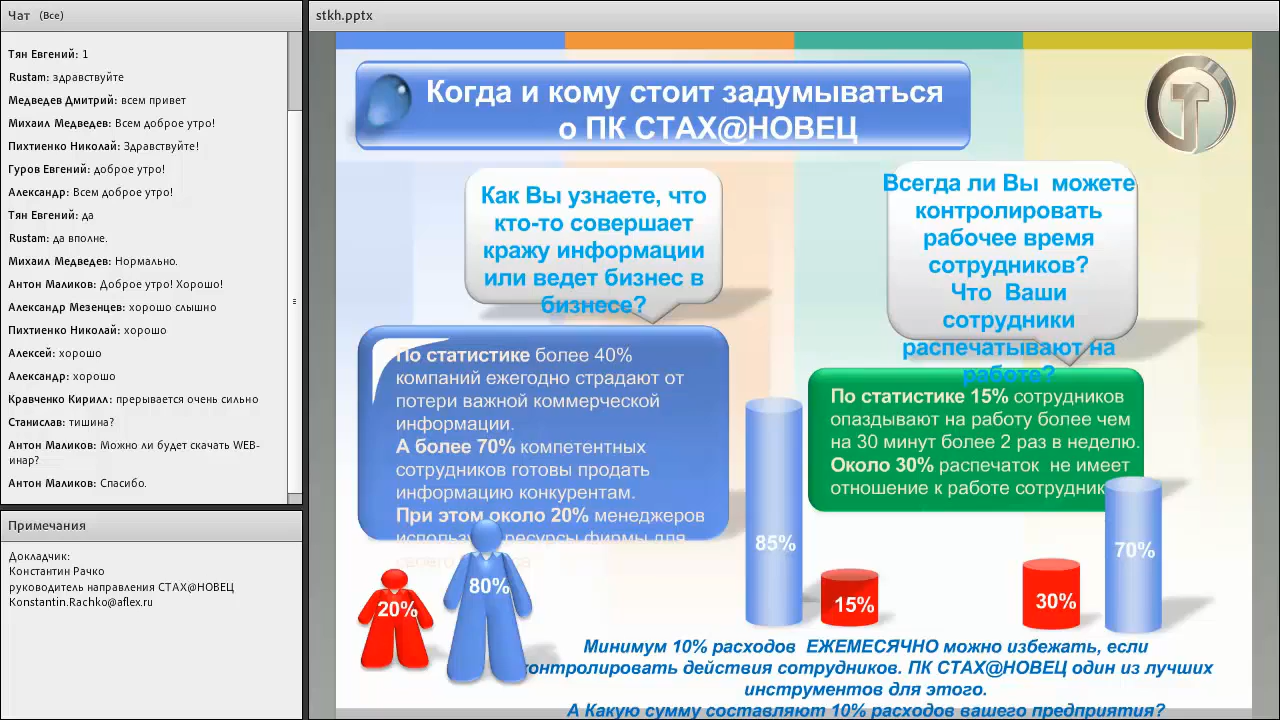 Чат (Все)
Тян Евгений: 1
Rustam: здравствуйте
Медведев Дмитрий: всем привет
Михаил Медведев: Всем доброе утро!
Пихтиенко Николай: Здравствуйте!
Гуров Евгений: доброе утро!
Александр: Всем доброе утро!
Тян Евгений: да
Rustam: да вполне.
Михаил Медведев: Нормально.
Антон Маликов: Доброе утро! Хорошо!
Александр Мезенцев: хорошо слышно
Пихтиенко Николай: хорошо
Алексей: хорошо
Александр: хорошо
Кравченко Кирилл: прерывается очень сильно
Станислав: тишина?
Антон Маликов: Можно ли будет скачать WEB-
инар?
Антон Маликов: Спасибо.
Примечания
Докладчик:
Константин Рачко
руководитель направления СТАХ@НОВЕЦ
Konstantin.Rachko@aflex.ru
stkh.pptx
Когда и кому стоит задумываться
о ПК СТАХ@НОВЕЦ
Как Вы узнаете, что
кто-то совершает
кражу информации
или ведет бизнес в
бизнесе?
По статистике более 40%
компаний ежегодно страдают от
потери важной коммерческой
информации.
А более 70% компетентных
сотрудников готовы продать
информацию конкурентам.
При этом около 20% менеджеров
ресурсы фирмы для
20%
80%
Всегда ли Вы можете
контролировать
рабочее время
сотрудников?
Что Ваши
сотрудники
распечатывают на
работе?
По статистике 15% сотрудников
опаздывают на работу более чем
на 30 минут более 2 раз в неделю.
Около 30% распечаток не имеет
отношение к работе сотрудник
85%
15%
30%
70%
Минимум 10% расходов ЕЖЕМЕСЯЧНО можно избежать, если
контролировать действия сотрудников. ПК СТАХ@НОВЕЦ один из лучших
инструментов для этого.
А Какую сумму составляют 10% расходов вашего предприятия?